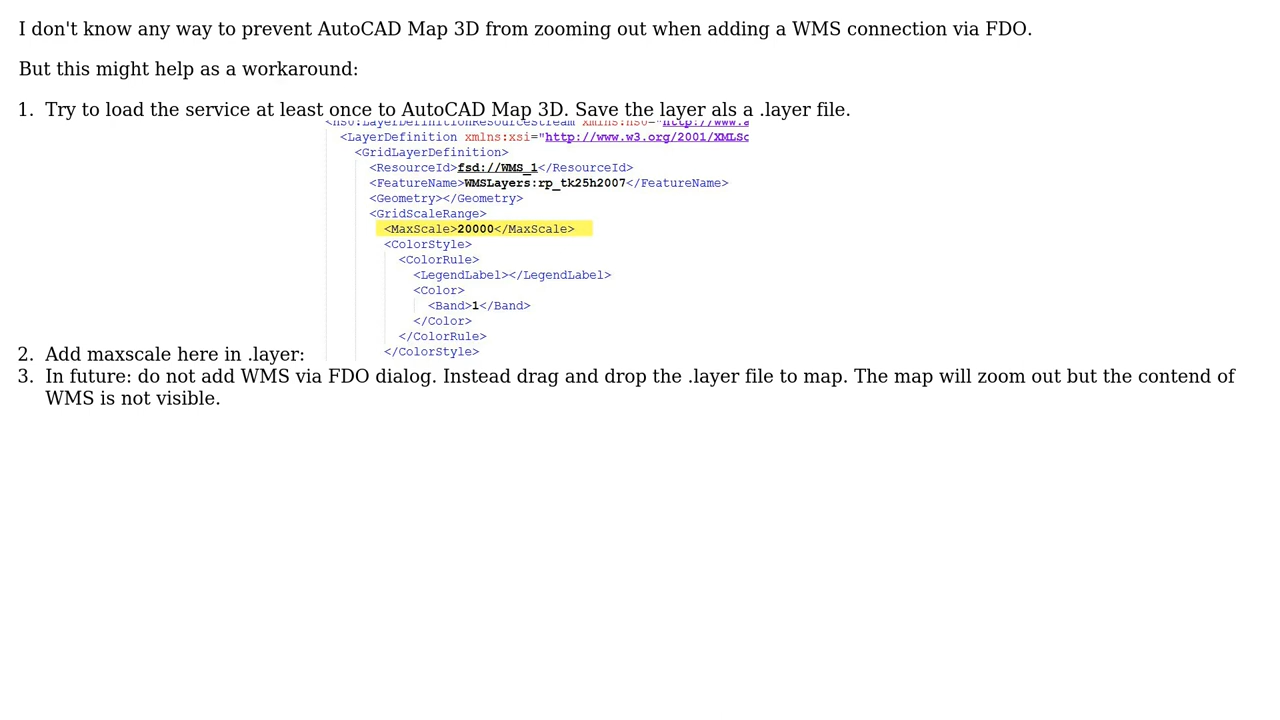 I don't know any way to prevent AutoCAD Map 3D from zooming out when adding a WMS connection via FDO.
But this might help as a workaround:
1. Try to load the service at least once to AutoCAD Map 3D. Save the layer als a .layer file.
<LayerDefinition xmlns:xsi="http://www.w3.org/2001/XMLSc
<GridLayerDefinition>
<ResourceId>fsd://WMS_1</ResourceId>
<FeatureName>WMSLayers:rp_tk25h2007</FeatureName>
<Geometry></Geometry>
<GridScaleRange>
<MaxScale>20000</MaxScale>
<ColorStyle>
<ColorRule>
<LegendLabel></LegendLabel>
<Color>
<Band>1</Band>
</Color>
</ColorRule>
</ColorStyle>
2. Add maxscale here in .layer:
3. In future: do not add WMS via FDO dialog. Instead drag and drop the .layer file to map. The map will zoom out but the contend of
WMS is not visible.